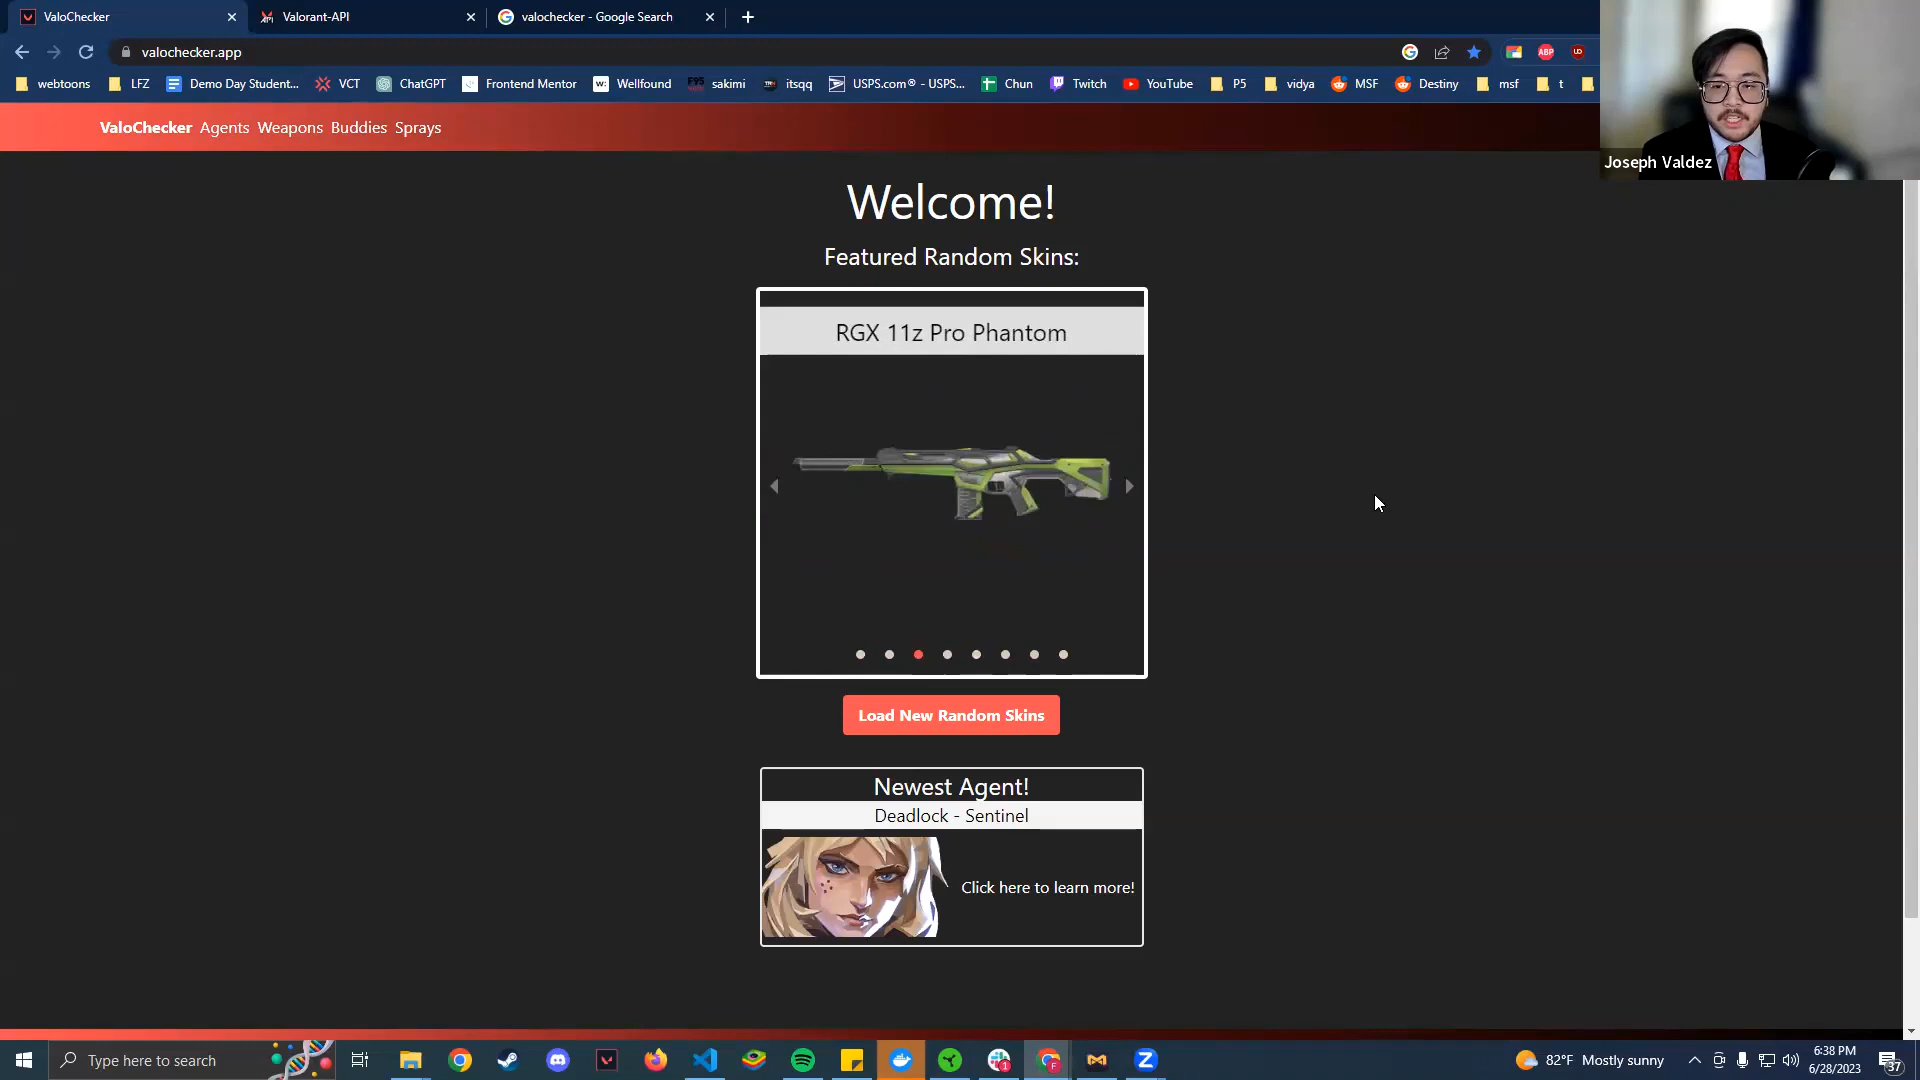 ValoChecker
Valorant-API
valochecker - Google Search
valochecker.app
webtoons
LFZ
Demo Day Student...
VCT
ChatGPT
Frontend Mentor
Wellfound
sakimi
itsqq
USPS.com® - USPS...
Chun
Twitch
YouTube
P5
vidya
MSF
Destiny
msf
t
ValoChecker Agents Weapons Buddies Sprays
Joseph Valdez
Welcome!
Featured Random Skins:
RGX 11z Pro Phantom
Load New Random Skins
Newest Agent!
Deadlock - Sentinel
Click here to learn more!
Type here to search
82°F Mostly sunny
6:38 PM
6/28/2023
37